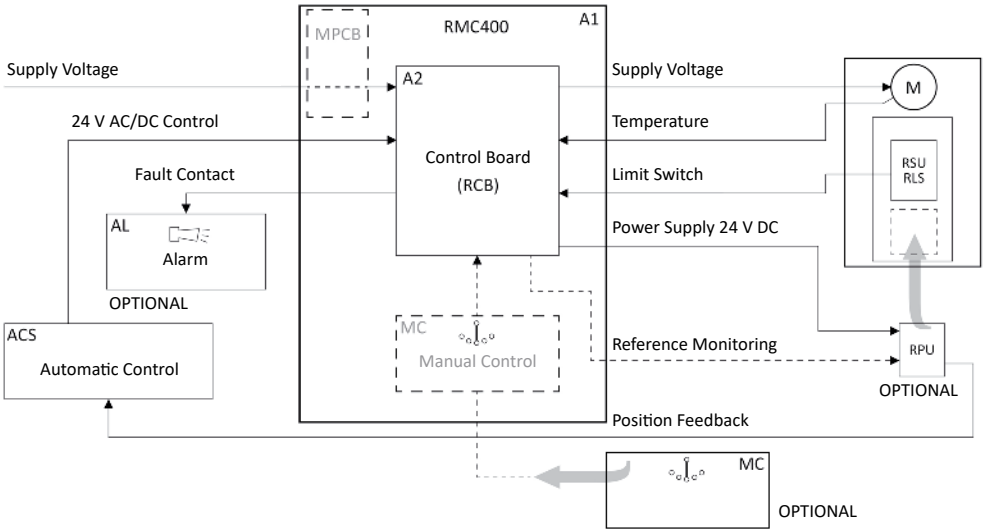 A1
MPCB
RMC400
Supply Voltage
A2
Supply Voltage
M
24 V AC/DC Control
Temperature
Control Board
(RCB)
RSU
RLS
Fault Contact
Limit Switch
AL
Alarm
OPTIONAL
Power Supply 24 V DC
ACS
Automatic Control
MC
Manual Control
Reference Monitoring
RPU
OPTIONAL
Position Feedback
MC
OPTIONAL